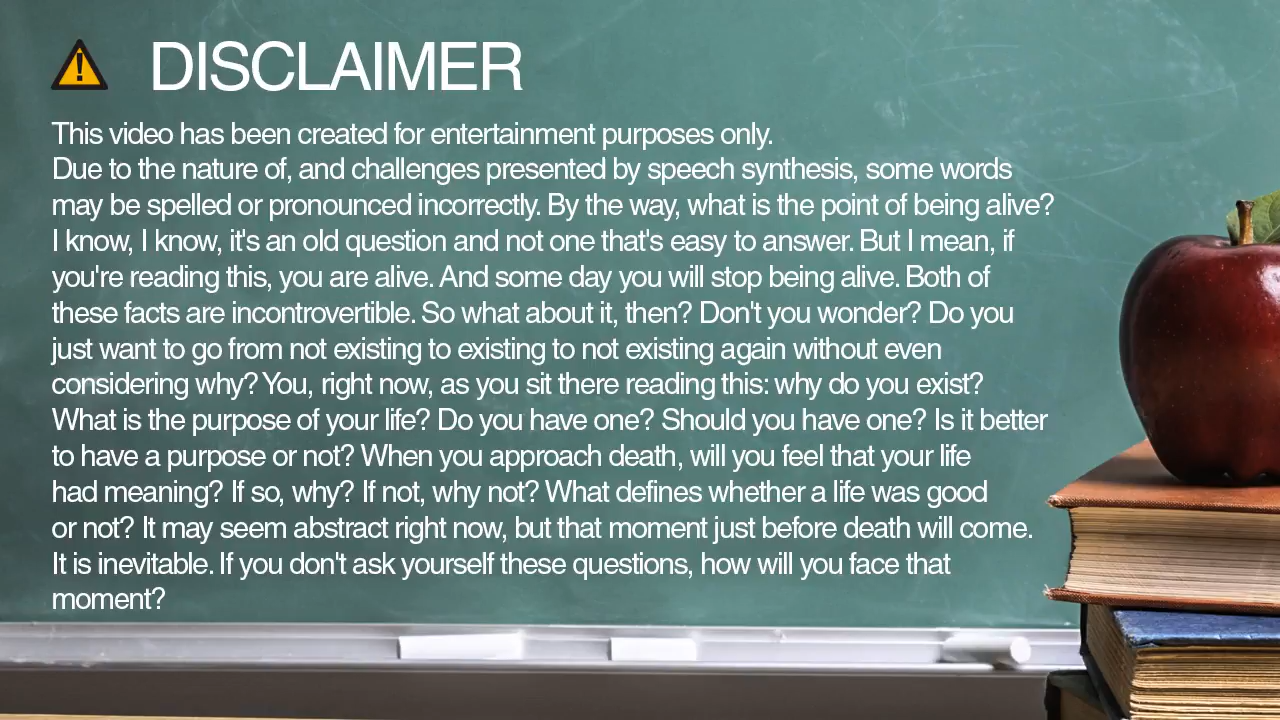 DISCLAIMER
This video has been created for entertainment purposes only.
Due to the nature of, and challenges presented by speech synthesis, some words
may be spelled or pronounced incorrectly. By the way, what is the point of being alive?
I know, I know, it's an old question and not one that's easy to answer. But I mean, if
you're reading this, you are alive. And some day you will stop being alive. Both of
these facts are incontrovertible. So what about it, then? Don't you wonder? Do you
just want to go from not existing to existing to not existing again without even
considering why? You, right now, as you sit there reading this: why do you exist?
What is the purpose of your life? Do you have one? Should you have one? Is it better
to have a purpose or not? When you approach death, will you feel that your life
had meaning? If so, why? If not, why not? What defines whether a life was good
or not? It may seem abstract right now, but that moment just before death will come.
It is inevitable. If you don't ask yourself these questions, how will you face that
moment?